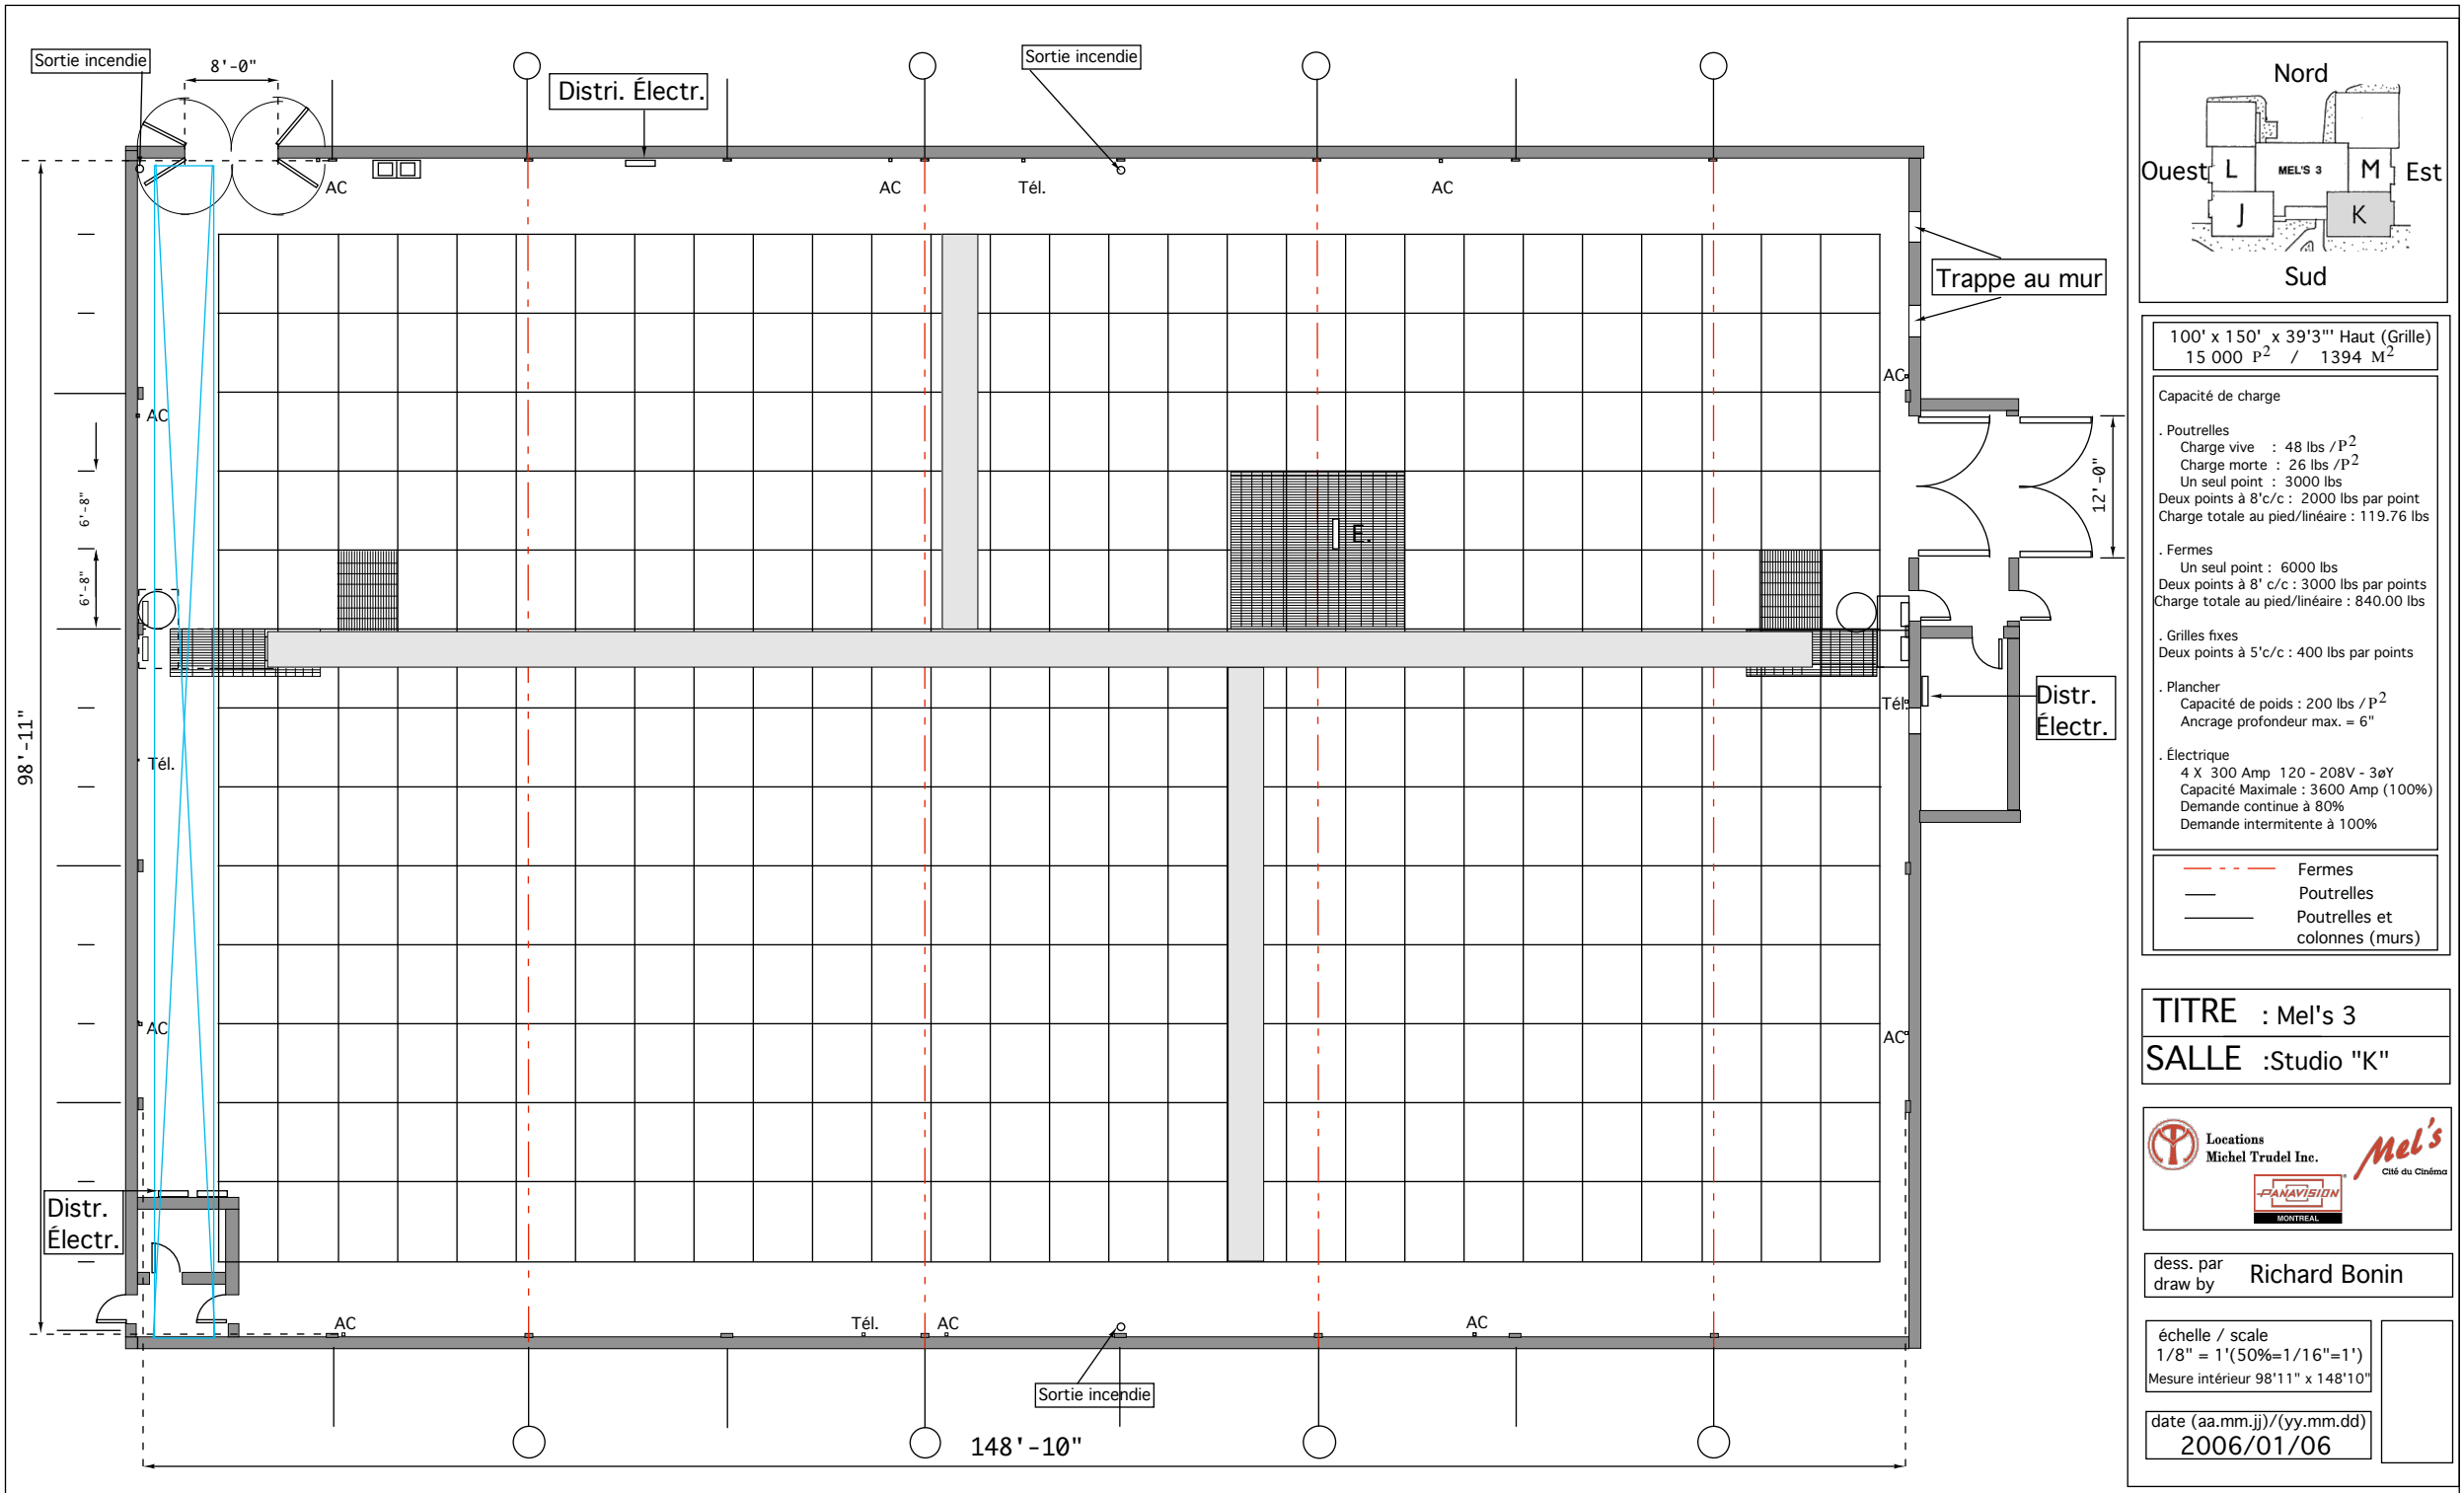 Sortie incendie
8'-0"
Distri. Électr.
Sortie incendie
AC
AC
Tél.
AC
Trappe au mur
AC
AC
6'-8"
6'-8"
E.
12'-0"
98'-11"
Tél.
Tél.
Distr.
Électr.
AC
AC
Distr.
Électr.
AC
Tél.
AC
AC
Sortie incendie
148'-10"
Nord
Ouest
L
MEL'S 3
M
Est
J
K
Sud
100' x 150' x 39'3"' Haut (Grille)
15 000 P2 / 1394 M2
Capacité de charge
. Poutrelles
Charge vive : 48 lbs /P2
Charge morte : 26 lbs /P2
Un seul point : 3000 lbs
Deux points à 8'c/c : 2000 lbs par point
Charge totale au pied/linéaire : 119.76 lbs
. Fermes
Un seul point : 6000 lbs
Deux points à 8' c/c : 3000 lbs par points
Charge totale au pied/linéaire : 840.00 lbs
. Grilles fixes
Deux points à 5'c/c : 400 lbs par points
. Plancher
Capacité de poids : 200 lbs /P2
Ancrage profondeur max. = 6"
. Électrique
4 X 300 Amp 120 - 208V - 3øY
Capacité Maximale : 3600 Amp (100%)
Demande continue à 80%
Demande intermitente à 100%
Fermes
Poutrelles
Poutrelles et
colonnes (murs)
TITRE : Mel's 3
SALLE :Studio "K"
Locations
Michel Trudel Inc.
Mel's
Cité du Cinéma
PANAVISION
MONTREAL
dess. par
draw by
Richard Bonin
échelle / scale
1/8" = 1'(50%=1/16"=1')
Mesure intérieur 98'11" x 148'10"
date (aa.mm.jj)/(yy.mm.dd)
2006/01/06